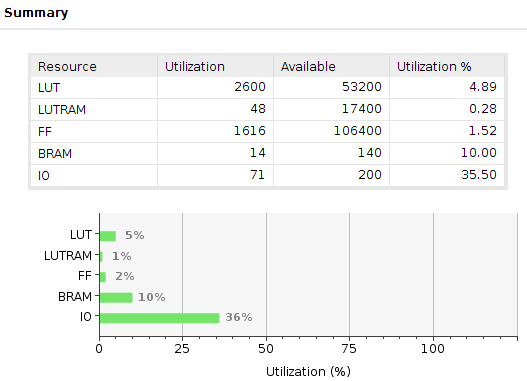 Summary
Resource Utilization Available Utilization %
LUT 2600 53200 4.89
LUTRAM 48 17400 0.28
FF 1616 106400 1.52
BRAM 14 140 10.00
IO 71 200 35.50
LUT 5%
LUTRAM 1%
FF 2%
BRAM 10%
IO 36%
0 25 50 75 100
Utilization (%)